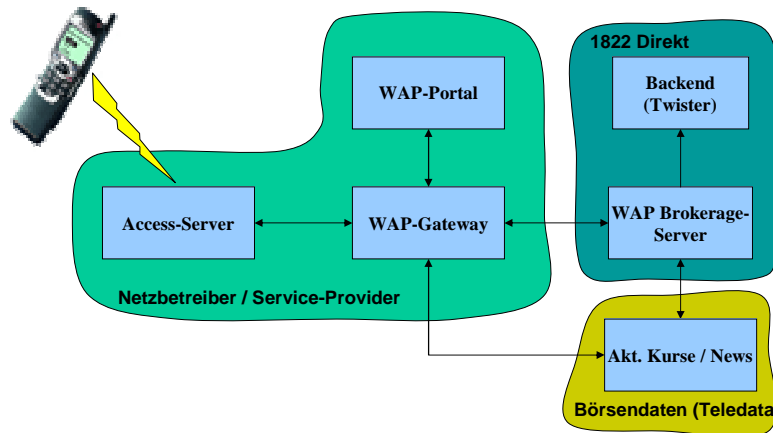 1822 Direkt
WAP-Portal
Backend
(Twister)
Access-Server
WAP-Gateway
WAP Brokerage-
Server
Netzbetreiber / Service-Provider
Akt. Kurse / News
Börsendaten (Teledata